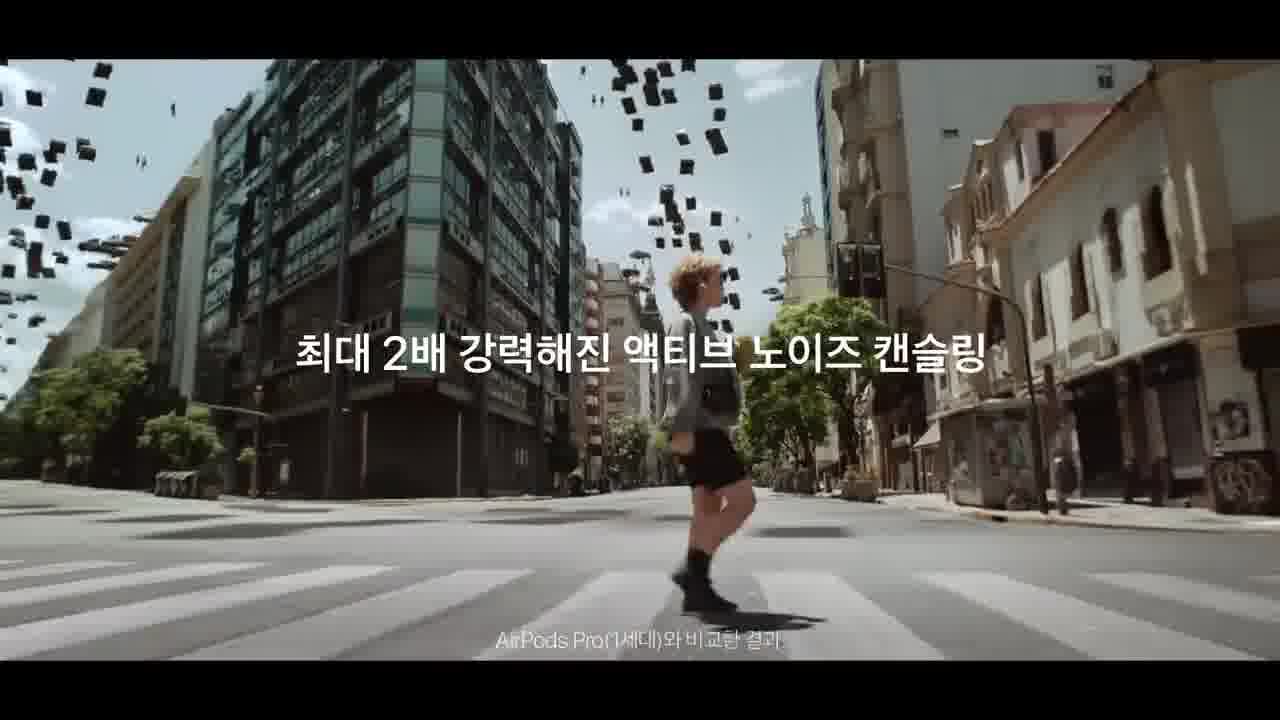 최대 2배 강력해진 액티브 노이즈 캔슬링
AirPods Pro(1세대)와 비교한 결과.